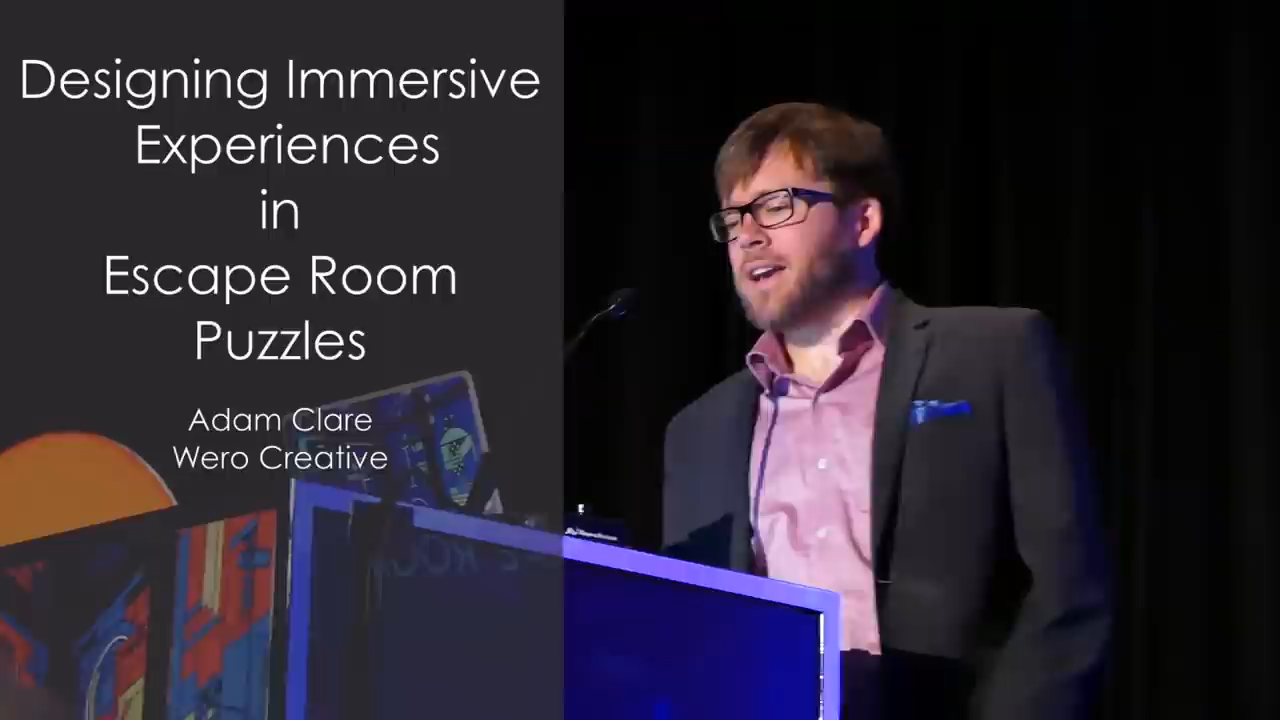 Designing Immersive
Experiences
in
Escape Room
Puzzles
Adam Clare
Wero Creative